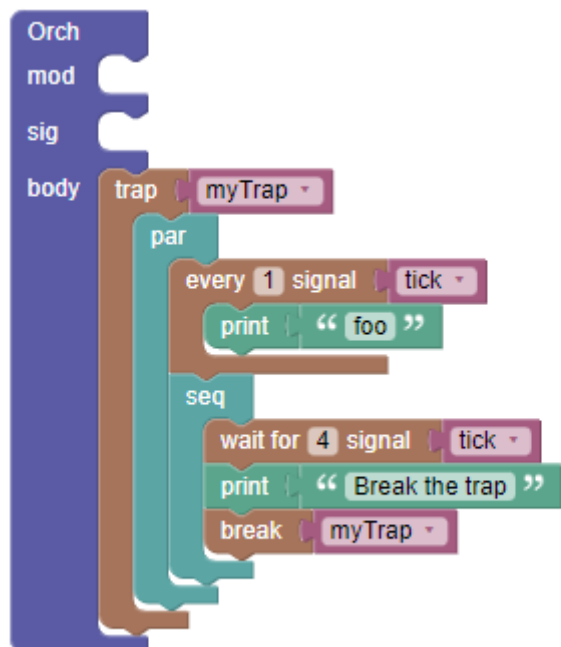 Orch
mod
sig
body trap myTrap
par
every 1 signal tick
print “ foo ”
seq
wait for 4 signal tick
print “ Break the trap ”
break myTrap